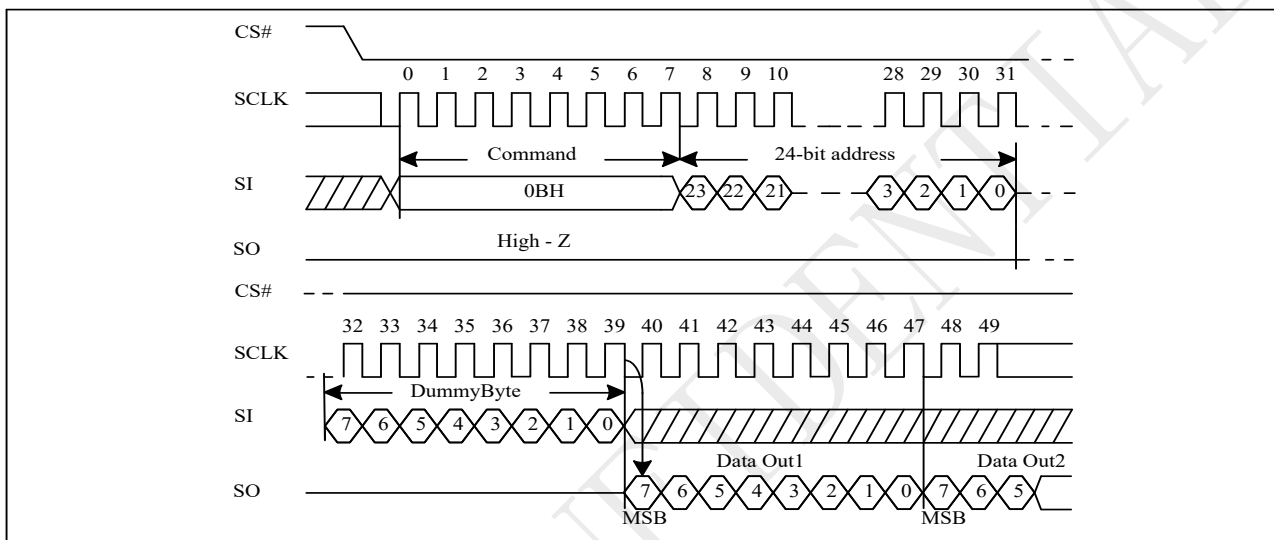 CS#
0 1 2 3 4 5 6 7 8 9 10 28 29 30 31
SCLK
Command 24-bit address
SI 0BH 23 22 21 3 2 1 0
SO High - Z
CS#
32 33 34 35 36 37 38 39 40 41 42 43 44 45 46 47 48 49
SCLK
DummyByte
SI 7 6 5 4 3 2 1 0
Data Out1 Data Out2
SO 7 6 5 4 3 2 1 0 7 6 5
MSB MSB